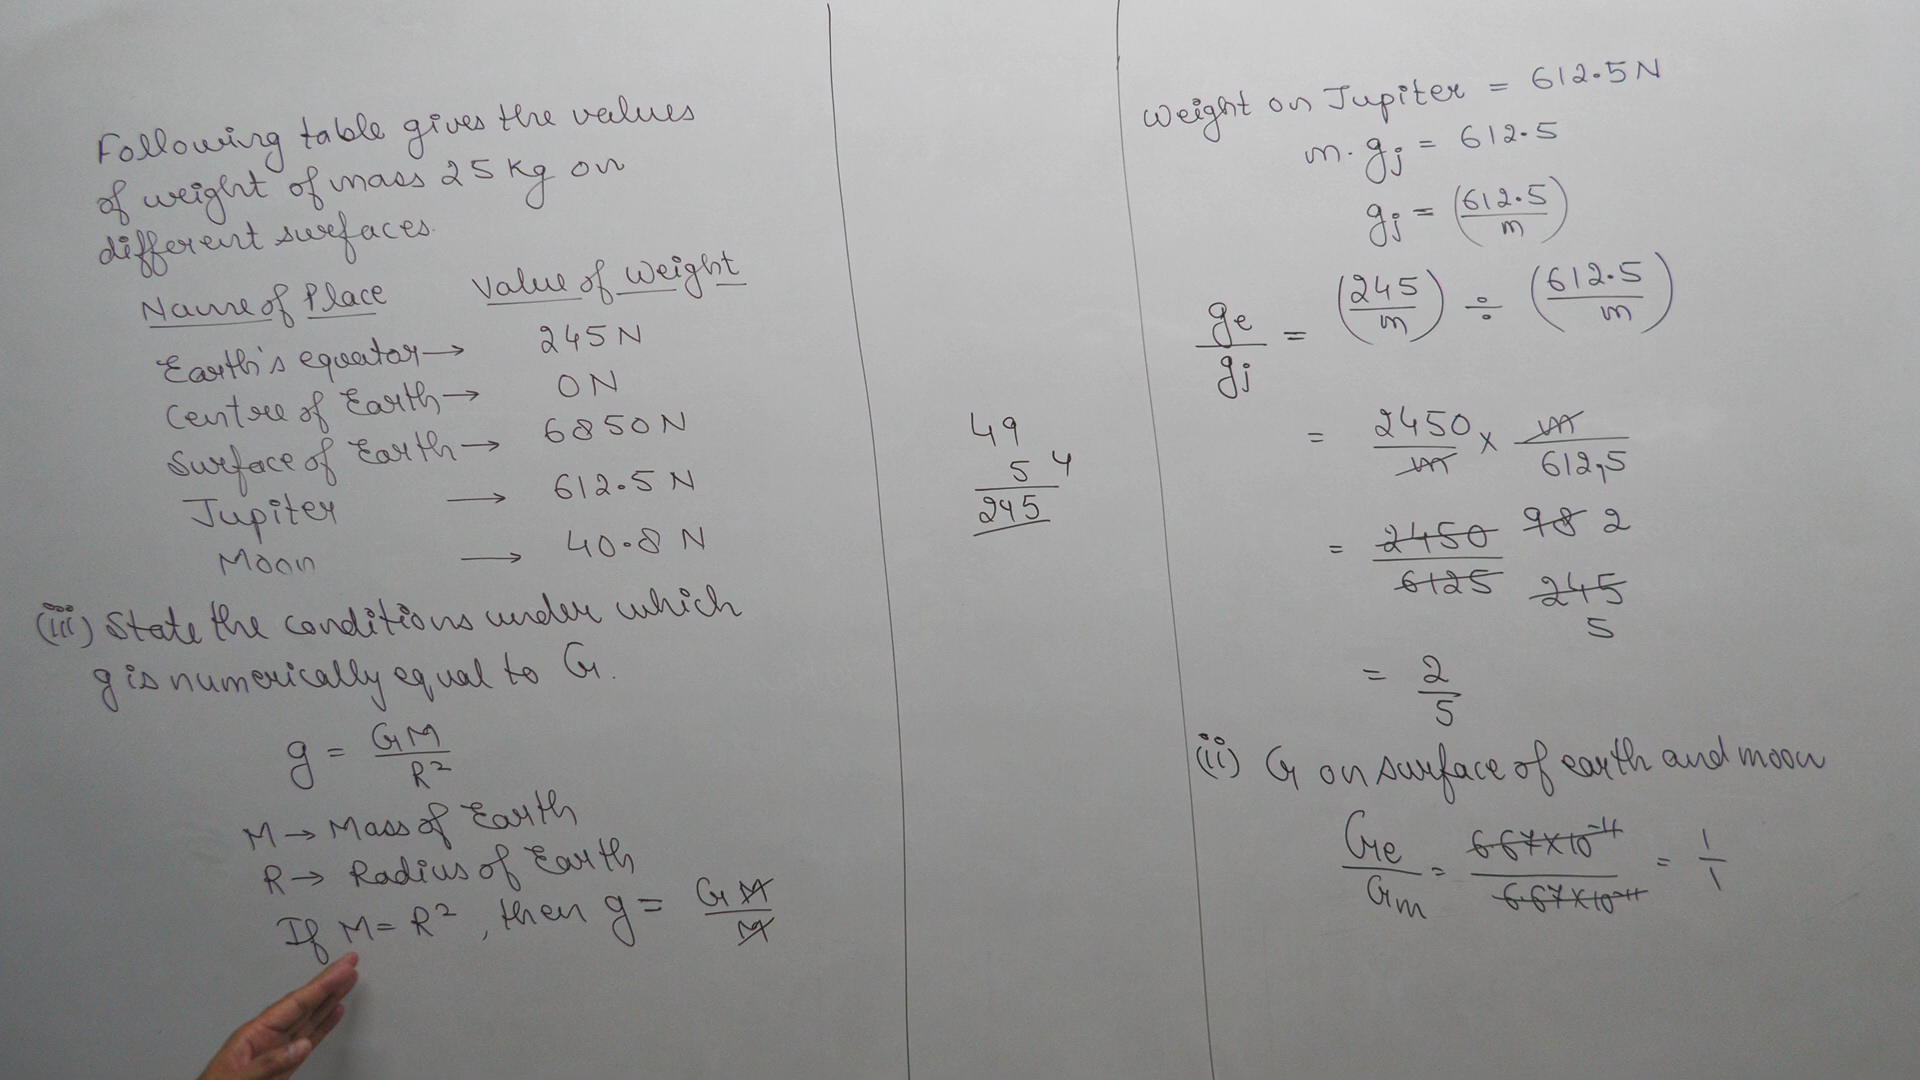 Following table gives the values
of weight of mass 25 kg on
different surfaces.
Name of Place Value of Weight
Earth's equator → 245 N
Centre of Earth → 0 N
Surface of Earth → 6850 N
Jupiter → 612.5 N
Moon → 40.8 N
(iii) State the conditions under which
g is numerically equal to G.
g = GM / R²
M → Mass of Earth
R → Radius of Earth
If M = R², then g = GM / M
49
5 4
245
Weight on Jupiter = 612.5 N
m.gj = 612.5
gj = (612.5 / m)
ge / gj = (245 / m) ÷ (612.5 / m)
= 2450 / m × m / 612,5
= 2450 / 6125 98 2 / 245 5
= 2 / 5
(ii) G on surface of earth and moon
Ge / Gm = 6.67×10⁻¹¹ / 6.67×10⁻¹¹ = 1 / 1